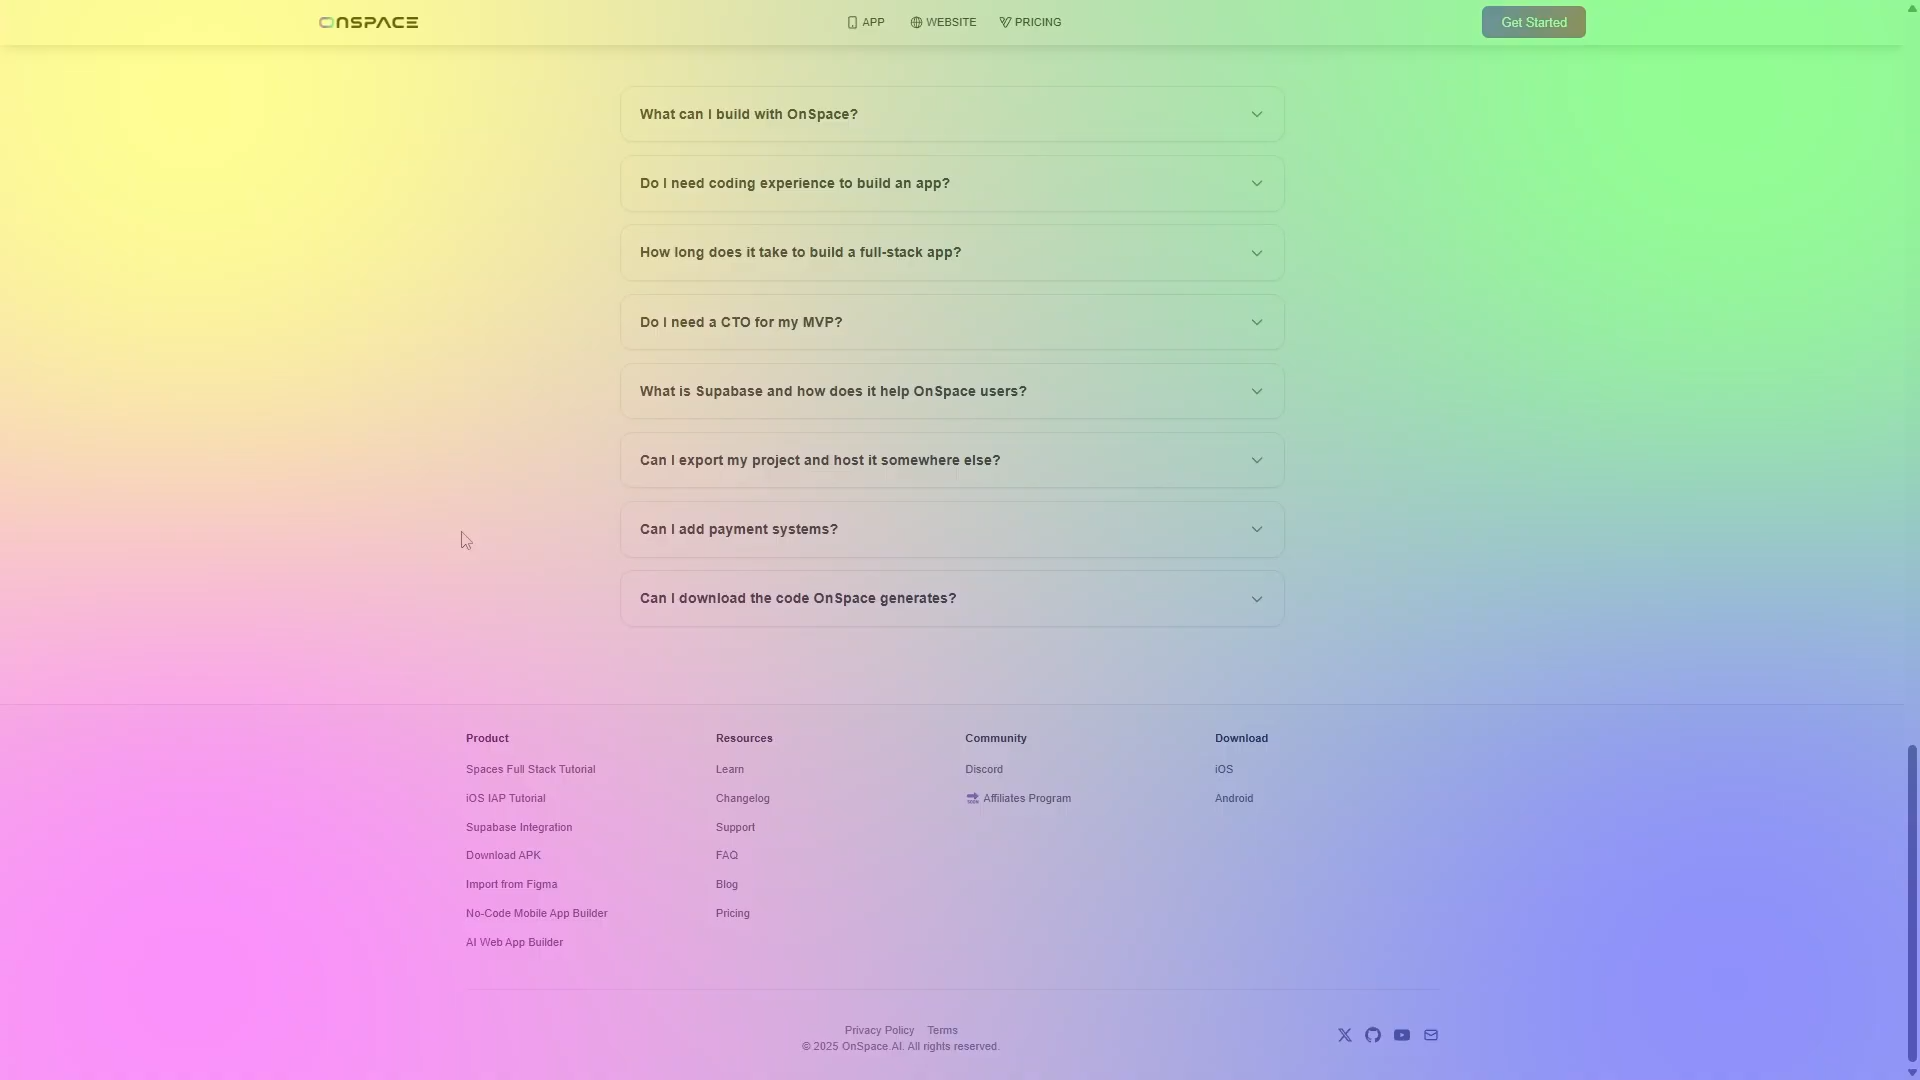 ONSPACE
APP
WEBSITE
PRICING
Get Started
What can I build with OnSpace?
Do I need coding experience to build an app?
How long does it take to build a full-stack app?
Do I need a CTO for my MVP?
What is Supabase and how does it help OnSpace users?
Can I export my project and host it somewhere else?
Can I add payment systems?
Can I download the code OnSpace generates?
Product
Spaces Full Stack Tutorial
iOS IAP Tutorial
Supabase Integration
Download APK
Import from Figma
No-Code Mobile App Builder
AI Web App Builder
Resources
Learn
Changelog
Support
FAQ
Blog
Pricing
Community
Discord
Affiliates Program
Download
iOS
Android
Privacy Policy Terms
© 2025 OnSpace.AI. All rights reserved.